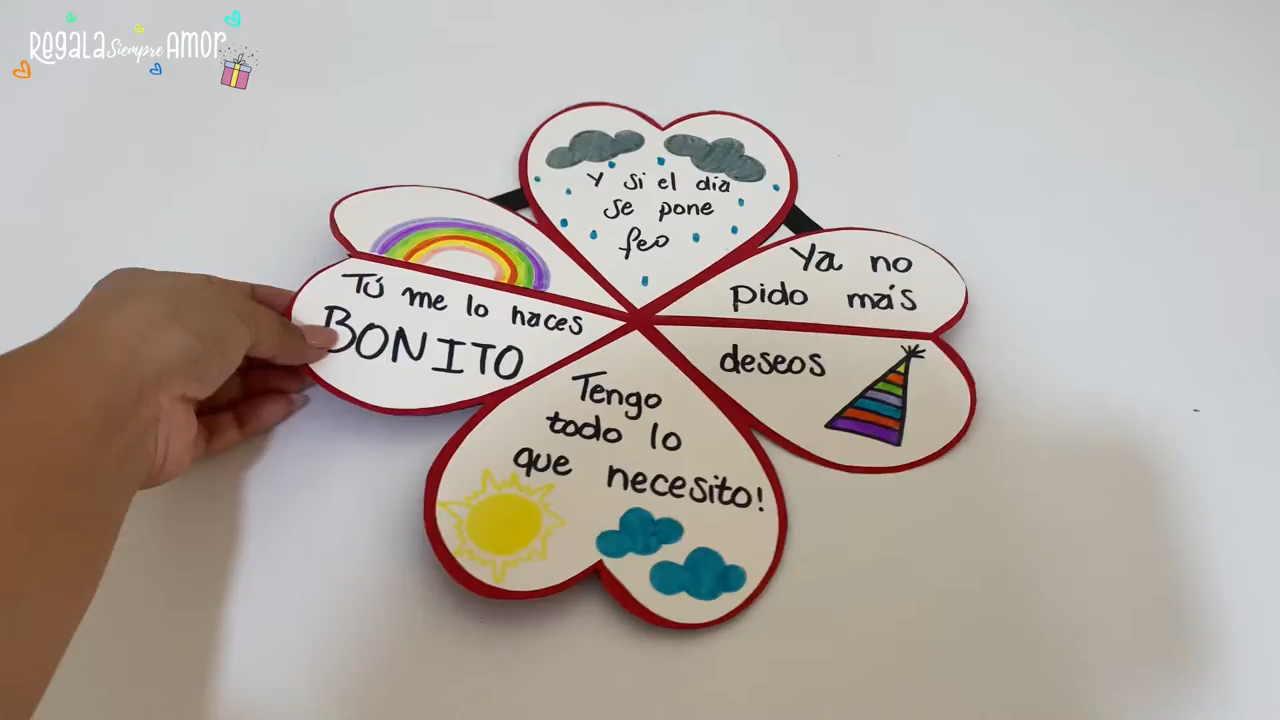 Regala Siempre Amor
Y si el día
se pone
feo
Tú me lo haces
BONITO
Ya no
pido más
deseos
Tengo
todo lo
que necesito!